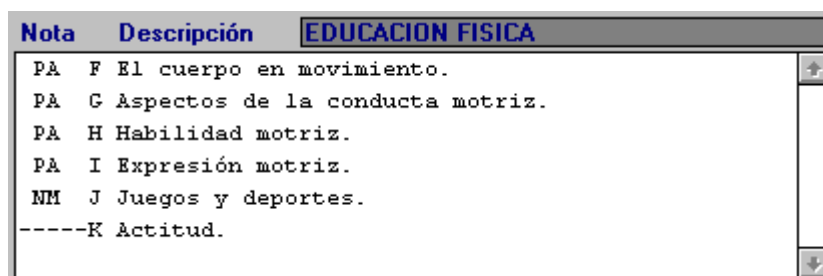 Nota Descripción EDUCACION FISICA
PA F El cuerpo en movimiento.
PA G Aspectos de la conducta motriz.
PA H Habilidad motriz.
PA I Expresión motriz.
NM J Juegos y deportes.
-----K Actitud.